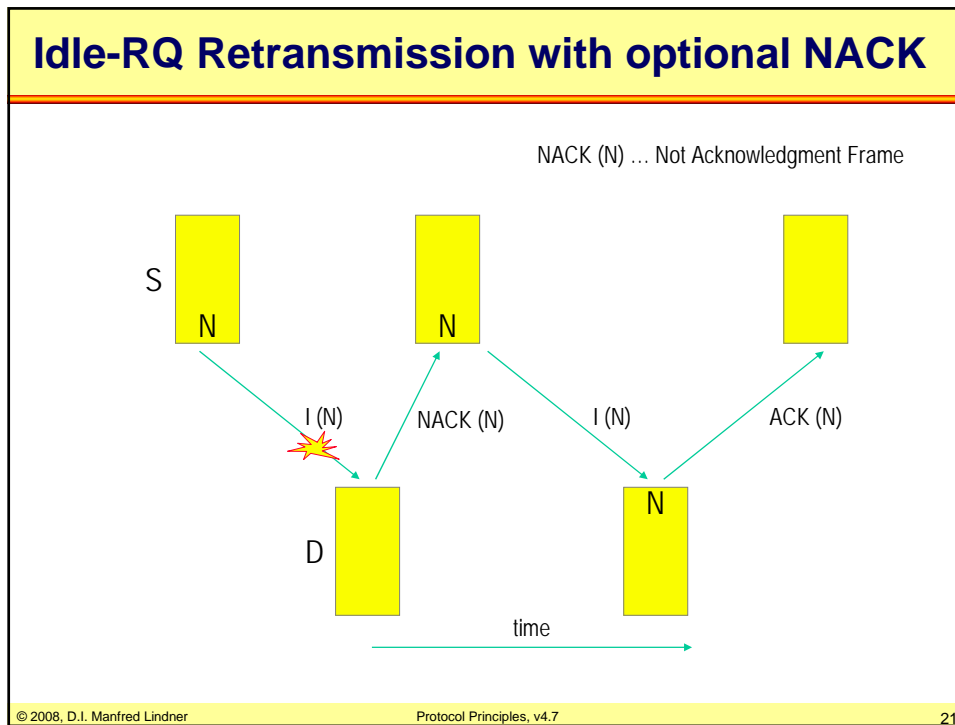 Idle-RQ Retransmission with optional NACK
NACK (N) … Not Acknowledgment Frame
S
N
N
I (N)
NACK (N)
I (N)
ACK (N)
D
N
time
© 2008, D.I. Manfred Lindner
Protocol Principles, v4.7
21